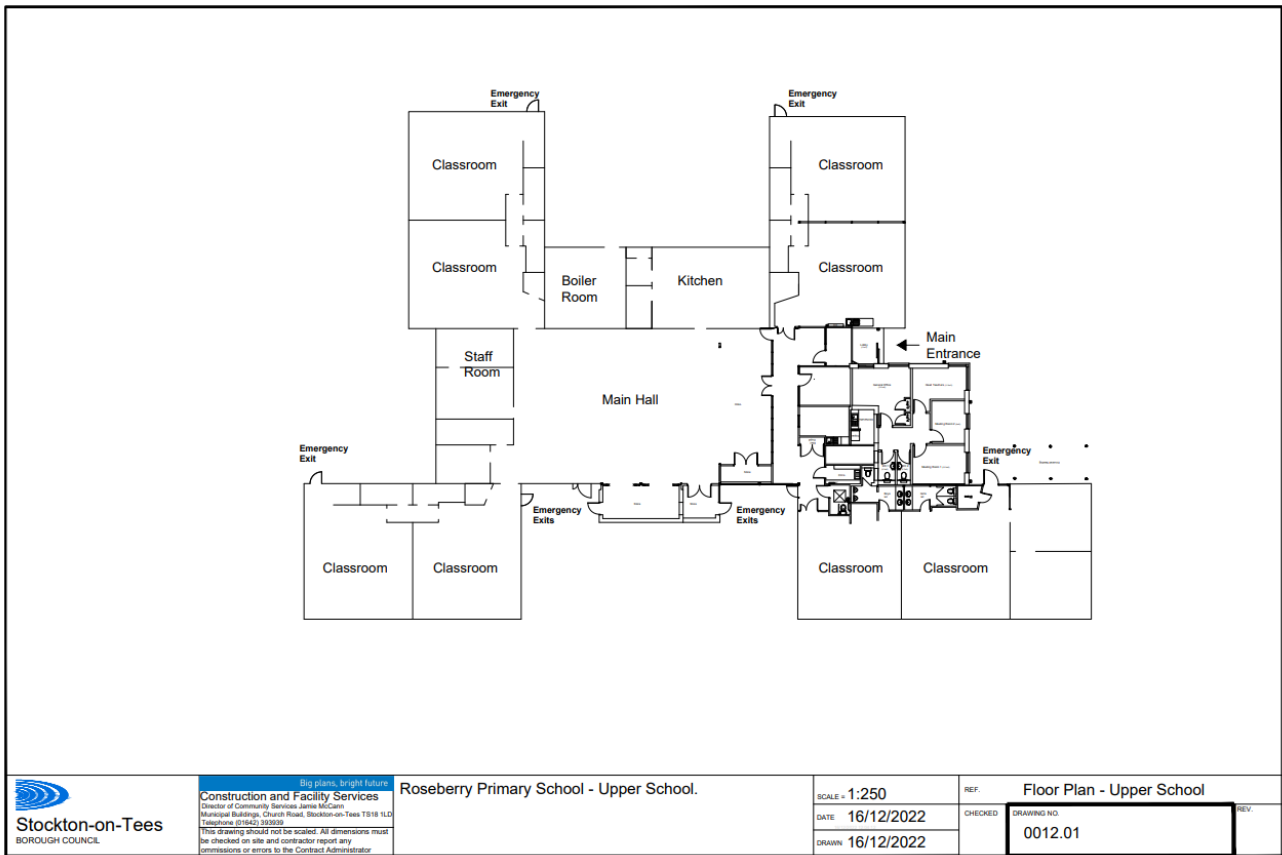 Emergency
Exit
Emergency
Exit
Classroom
Classroom
Classroom
Classroom
Boiler
Room
Kitchen
Main
Entrance
Staff
Room
Main Hall
Emergency
Exit
Emergency
Exit
Emergency
Exits
Emergency
Exits
Classroom
Classroom
Classroom
Classroom
Stockton-on-Tees
BOROUGH COUNCIL
Big plans, bright future
Construction and Facility Services
Director of Community Services Jamie McCann
Municipal Buildings, Church Road, Stockton-on-Tees TS18 1LD
Telephone (01642) 393939
This drawing should not be scaled. All dimensions must
be checked on site and contractor report any
ommissions or errors to the Contract Administrator
Roseberry Primary School - Upper School.
SCALE = 1:250
DATE 16/12/2022
DRAWN 16/12/2022
REF. Floor Plan - Upper School
CHECKED
DRAWING NO.
0012.01
REV.